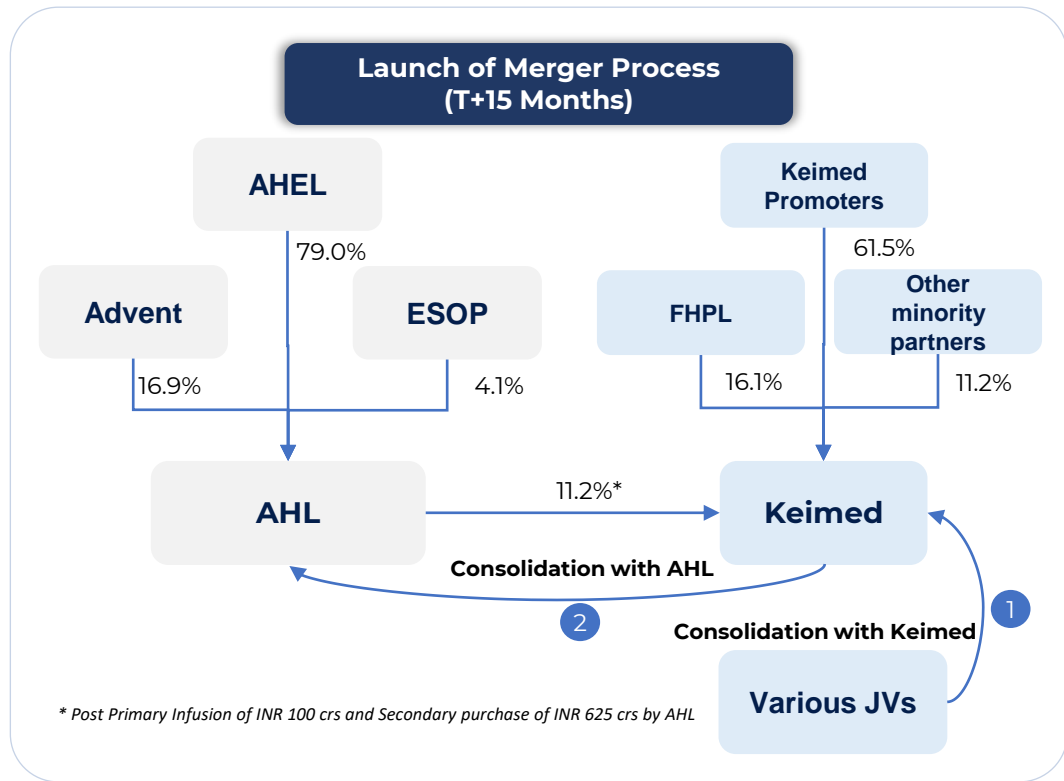 Launch of Merger Process
(T+15 Months)
AHEL
Keimed
Promoters
79.0%
61.5%
Advent
ESOP
FHPL
Other
minority
partners
16.9%
4.1%
16.1%
11.2%
AHL
11.2%*
Keimed
Consolidation with AHL
2
1
Consolidation with Keimed
Various JVs
* Post Primary Infusion of INR 100 crs and Secondary purchase of INR 625 crs by AHL